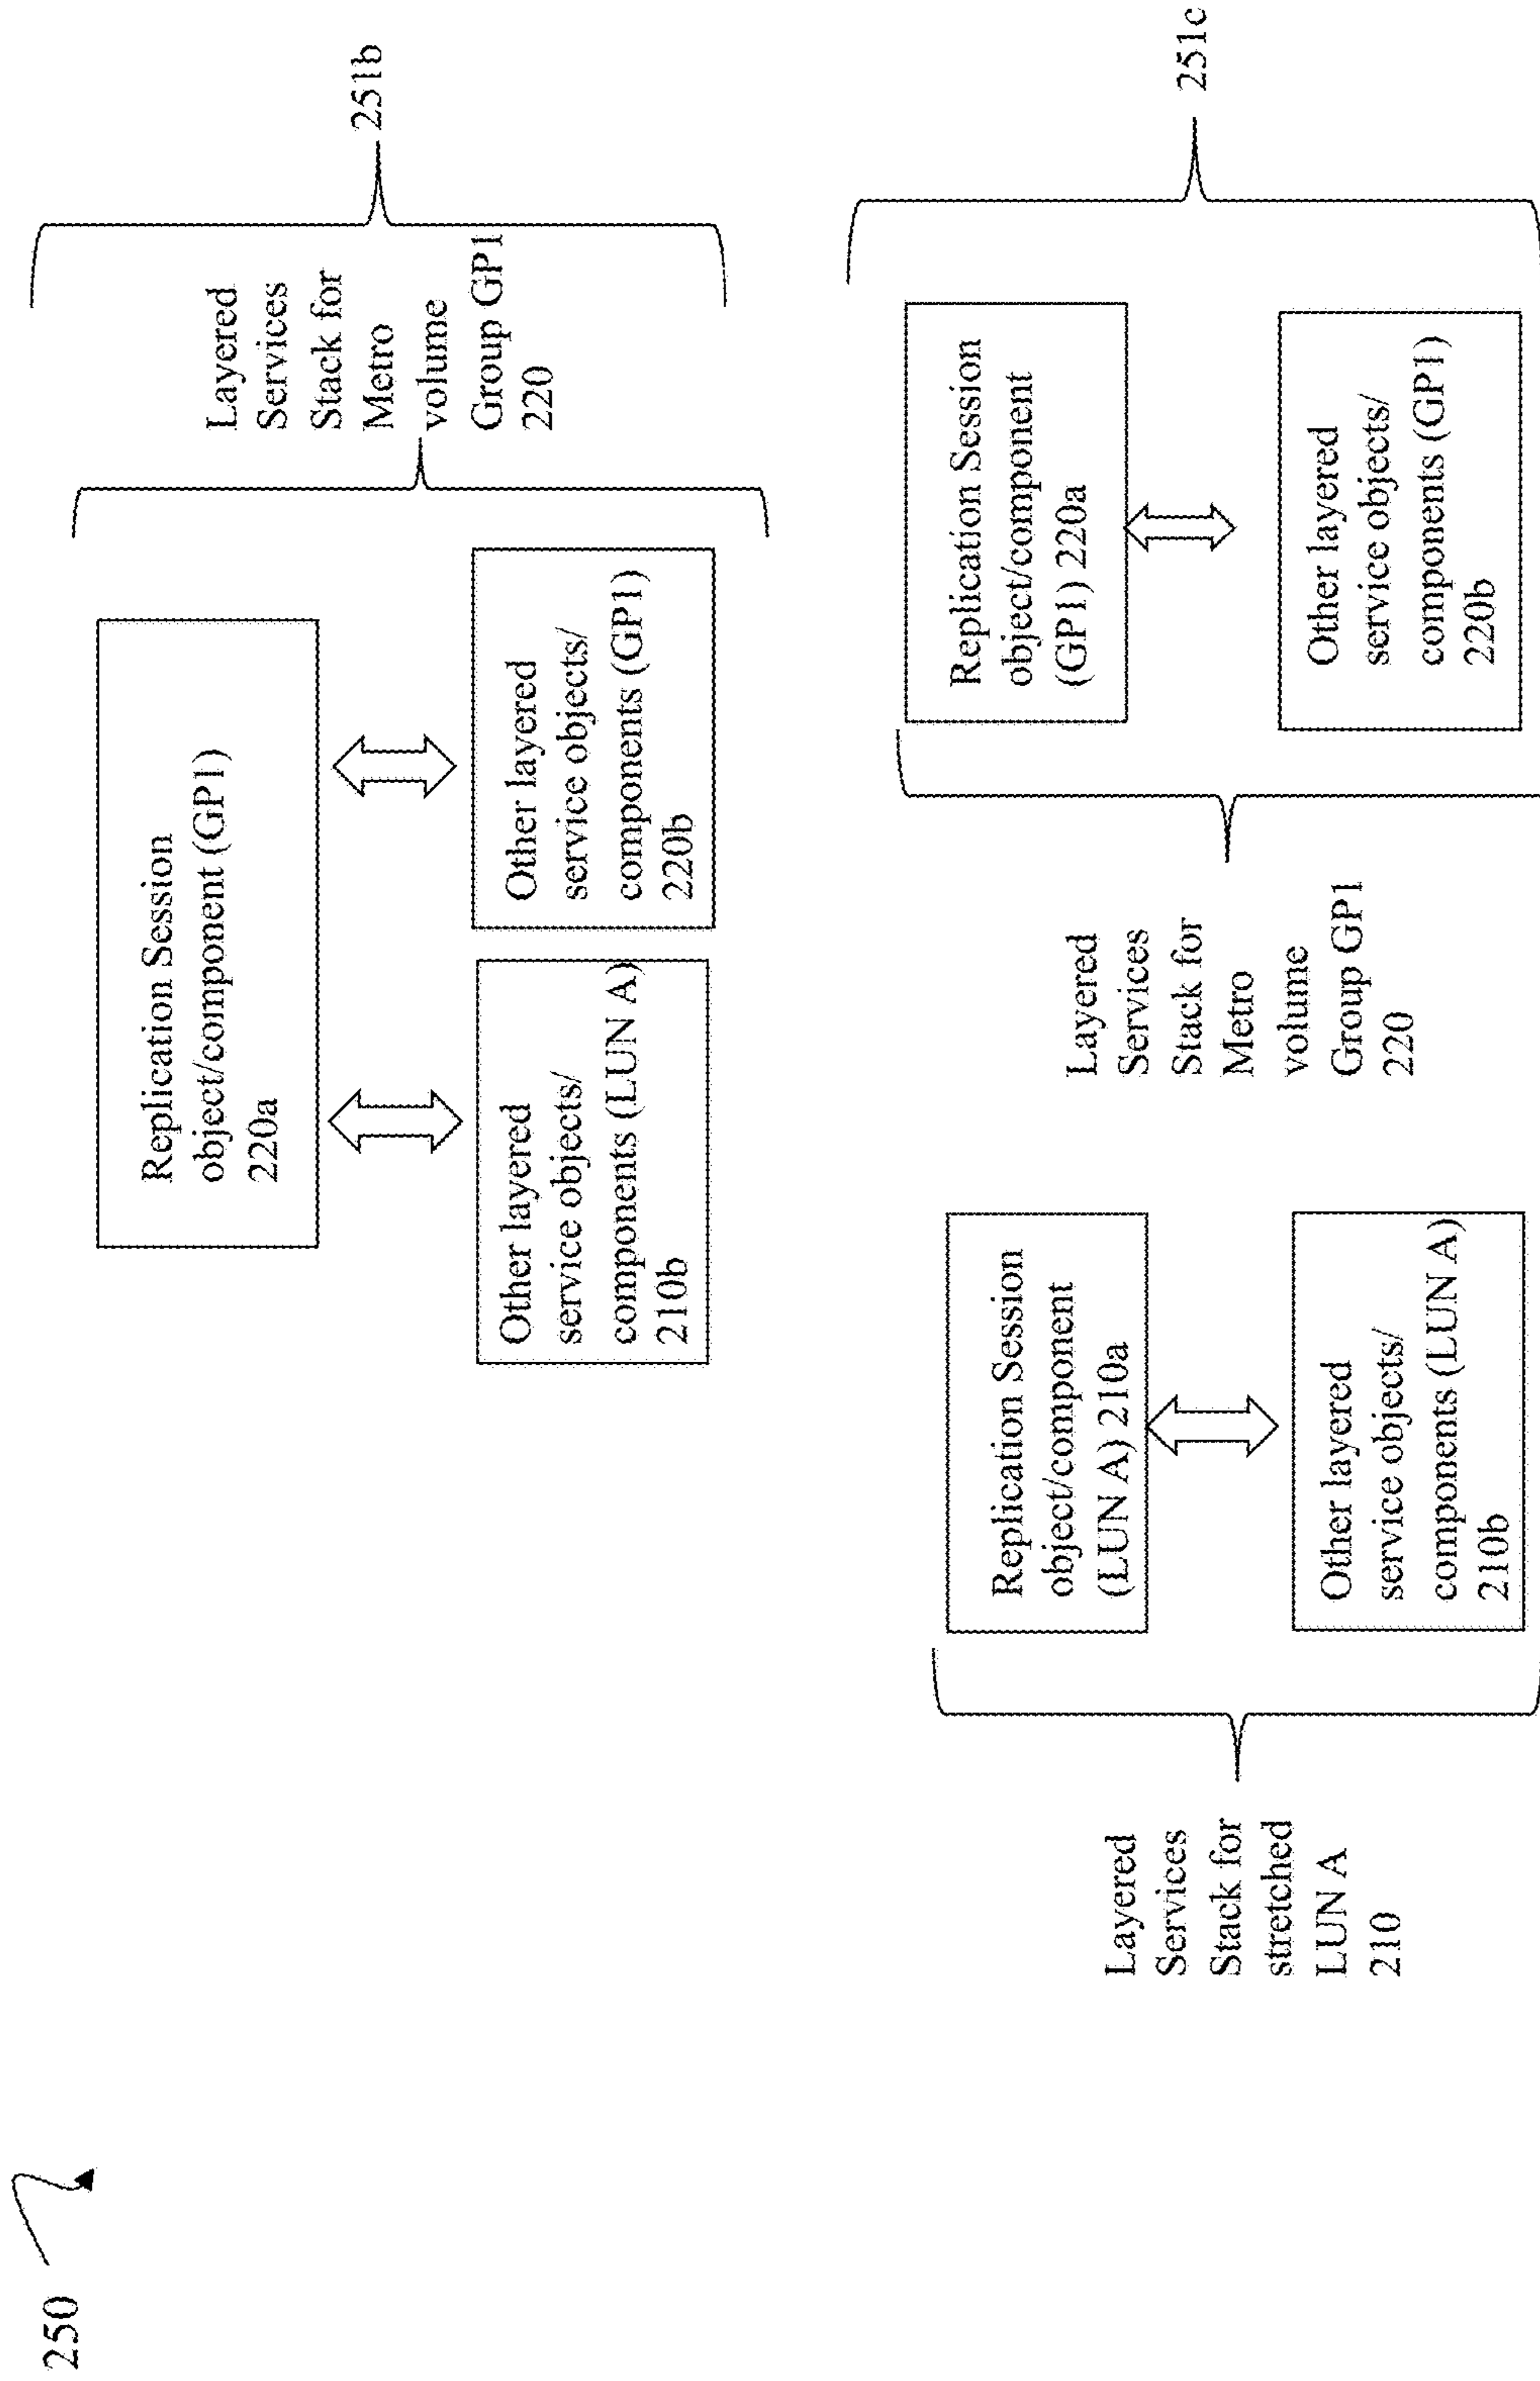 250
Replication Session
object/component (GP1)
220a
Other layered
service objects/
components (LUN A)
210b
Other layered
service objects/
components (GP1)
220b
Layered
Services
Stack for
Metro
volume
Group GP1
220
251b
Layered
Services
Stack for
stretched
LUN A
210
Replication Session
object/component
(LUN A) 210a
Other layered
service objects/
components (LUN A)
210b
Layered
Services
Stack for
Metro
volume
Group GP1
220
Replication Session
object/component
(GP1) 220a
Other layered
service objects/
components (GP1)
220b
251c